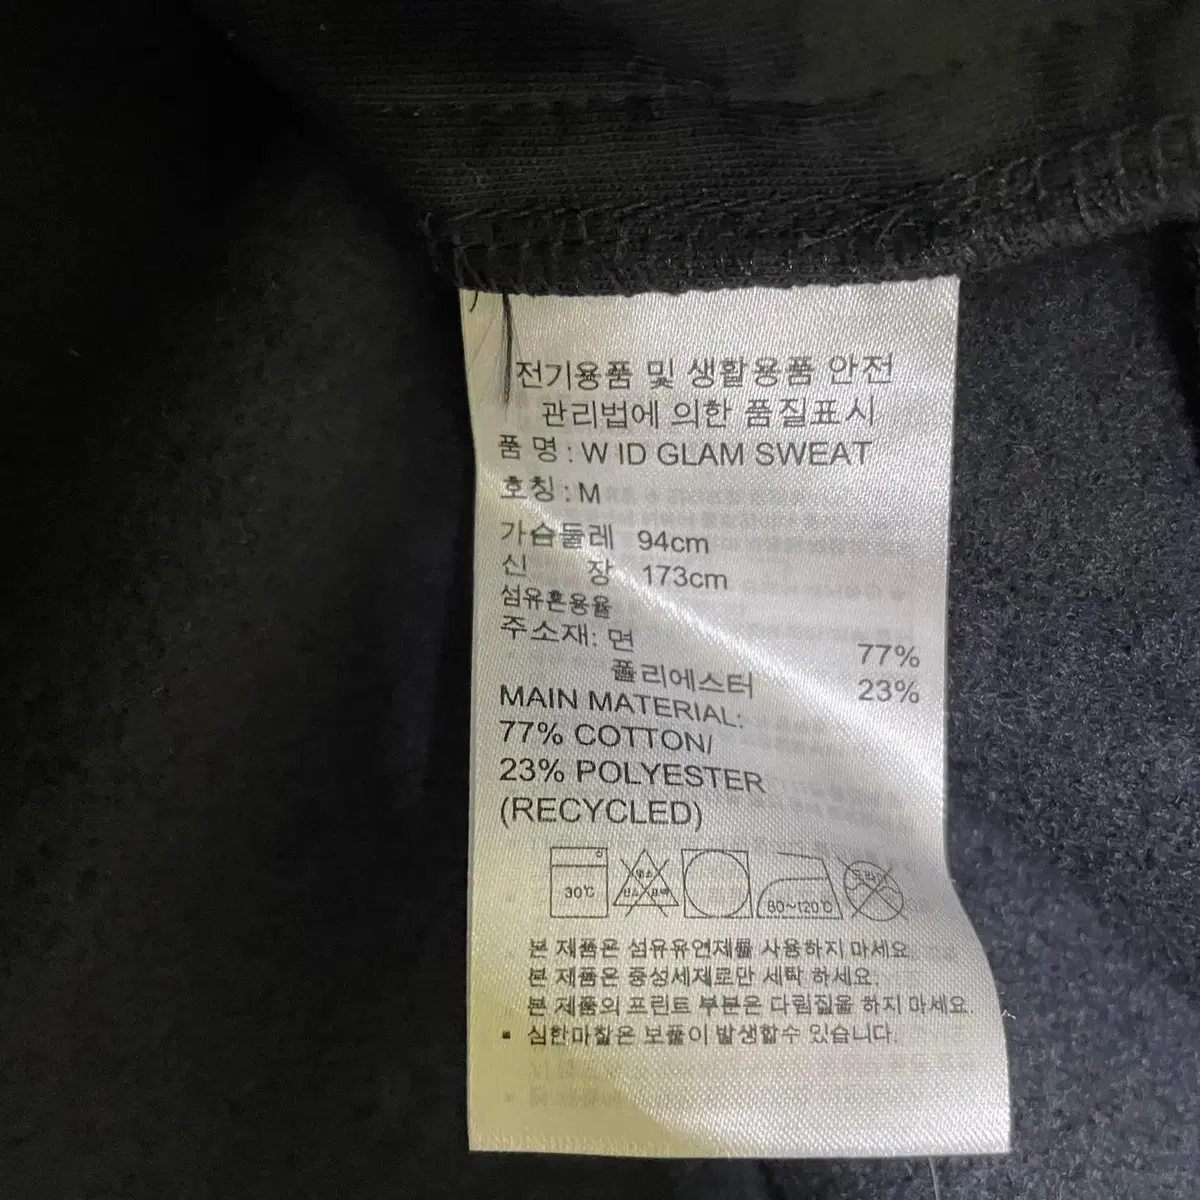 전기용품 및 생활용품 안전
관리법에 의한 품질표시
품 명 : W ID GLAM SWEAT
호칭 : M
가슴둘레 94cm
신 장 173cm
섬유혼용율
주소재: 면 77%
폴리에스터 23%
MAIN MATERIAL:
77% COTTON/
23% POLYESTER
(RECYCLED)
30℃
80~120℃
본 제품은 섬유유연제를 사용하지 마세요.
본 제품은 중성세제로만 세탁 하세요.
본 제품의 프린트 부분은 다림질을 하지 마세요.
▪ 심한마찰은 보풀이 발생할수 있습니다.